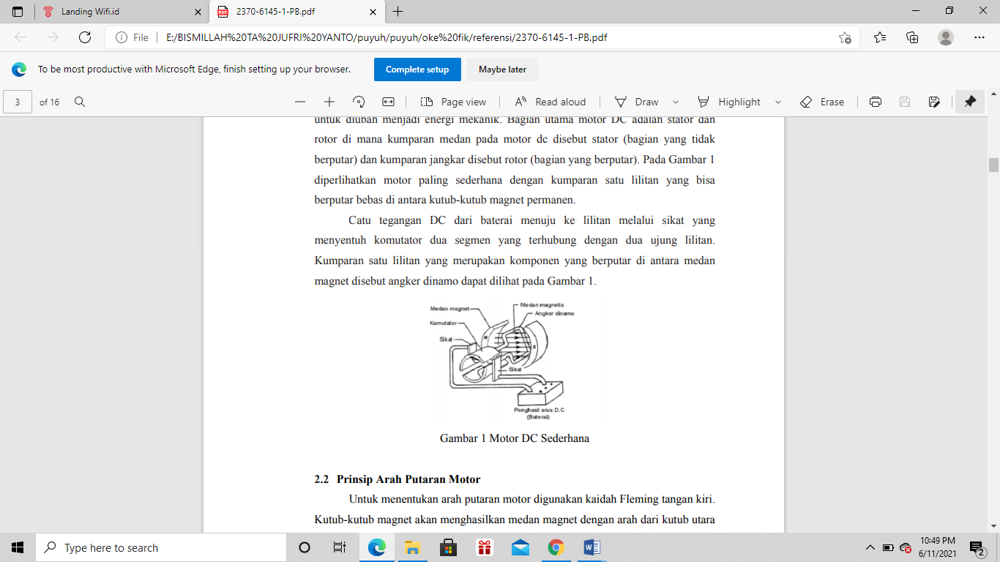 Landing Wifi.id
2370-6145-1-PB.pdf
File
E:/BISMILLAH%20TA%20JUFRI%20YANTO/puyuh/puyuh/oke%20fik/referensi/2370-6145-1-PB.pdf
To be most productive with Microsoft Edge, finish setting up your browser.
Complete setup
Maybe later
3 of 16
Page view
Read aloud
Draw
Highlight
Erase
untuk diubah menjadi energi mekanik. Bagian utama motor DC adalah stator dan
rotor di mana kumparan medan pada motor dc disebut stator (bagian yang tidak
berputar) dan kumparan jangkar disebut rotor (bagian yang berputar). Pada Gambar 1
diperlihatkan motor paling sederhana dengan kumparan satu lilitan yang bisa
berputar bebas di antara kutub-kutub magnet permanen.
Catu tegangan DC dari baterai menuju ke lilitan melalui sikat yang
menyentuh komutator dua segmen yang terhubung dengan dua ujung lilitan.
Kumparan satu lilitan yang merupakan komponen yang berputar di antara medan
magnet disebut angker dinamo dapat dilihat pada Gambar 1.
Medan magnetis
Medan magnet
Angker dinamo
Komutator
Sikat
N
S
Sikat
Penghasil arus D.C
(Baterai)
Gambar 1 Motor DC Sederhana
2.2 Prinsip Arah Putaran Motor
Untuk menentukan arah putaran motor digunakan kaidah Fleming tangan kiri.
Kutub-kutub magnet akan menghasilkan medan magnet dengan arah dari kutub utara
Type here to search
10:49 PM
6/11/2021
2